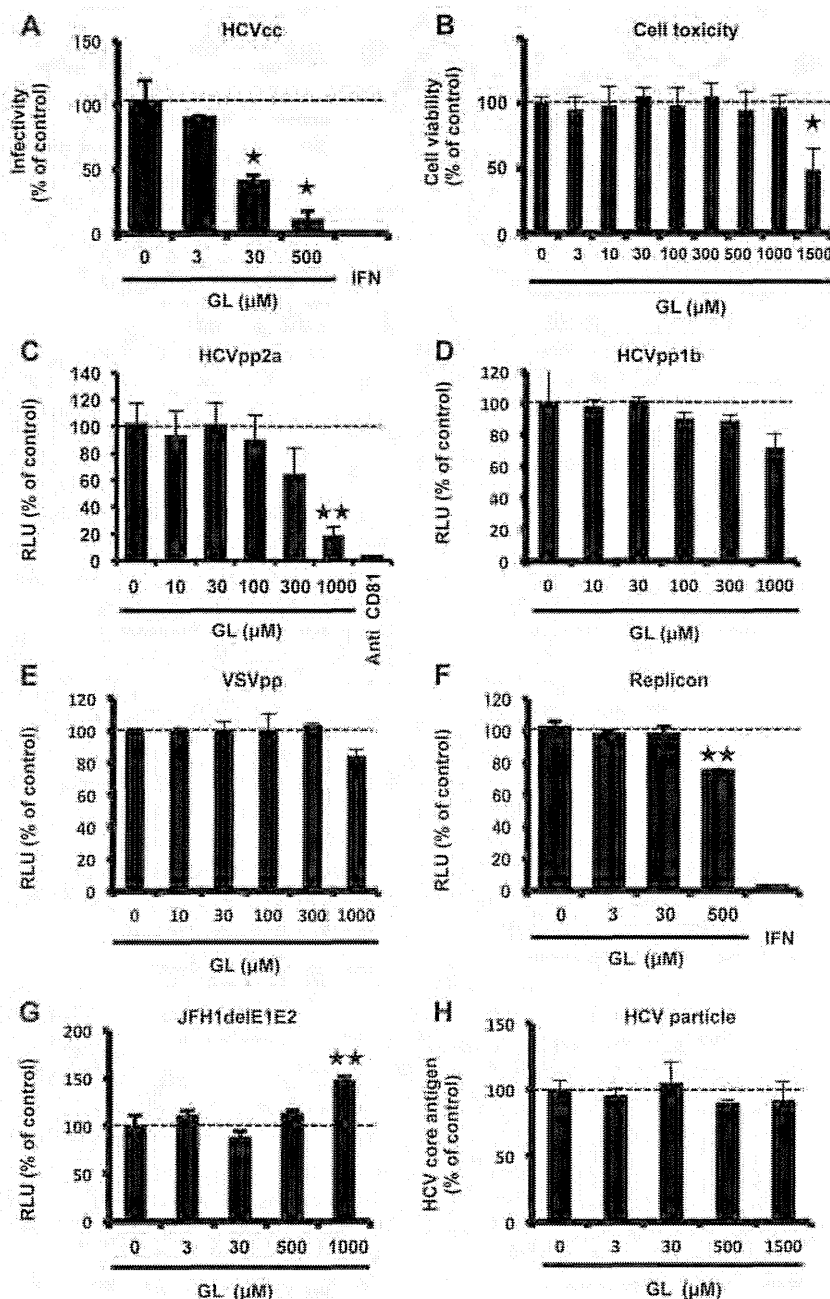 A
HCVcc
Infectivity
(% of control)
150
100
50
0
★
★
0 3 30 500
IFN
GL (µM)
B
Cell toxicity
Cell viability
(% of control)
150
100
50
0
★
0 3 10 30 100 300 500 1000 1500
GL (µM)
C
HCVpp2a
RLU (% of control)
140
120
100
80
60
40
20
0
★★
0 10 30 100 300 1000
Anti CD81
GL (µM)
D
HCVpp1b
RLU (% of control)
120
100
80
60
40
20
0
0 10 30 100 300 1000
GL (µM)
E
VSVpp
RLU (% of control)
120
100
80
60
40
20
0
0 10 30 100 300 1000
GL (µM)
F
Replicon
RLU (% of control)
120
100
80
60
40
20
0
★★
0 3 30 500
IFN
GL (µM)
G
JFH1delE1E2
RLU (% of control)
200
150
100
50
0
★★
0 3 30 500 1000
GL (µM)
H
HCV particle
HCV core antigen
(% of control)
150
100
50
0
0 3 30 500 1500
GL (µM)